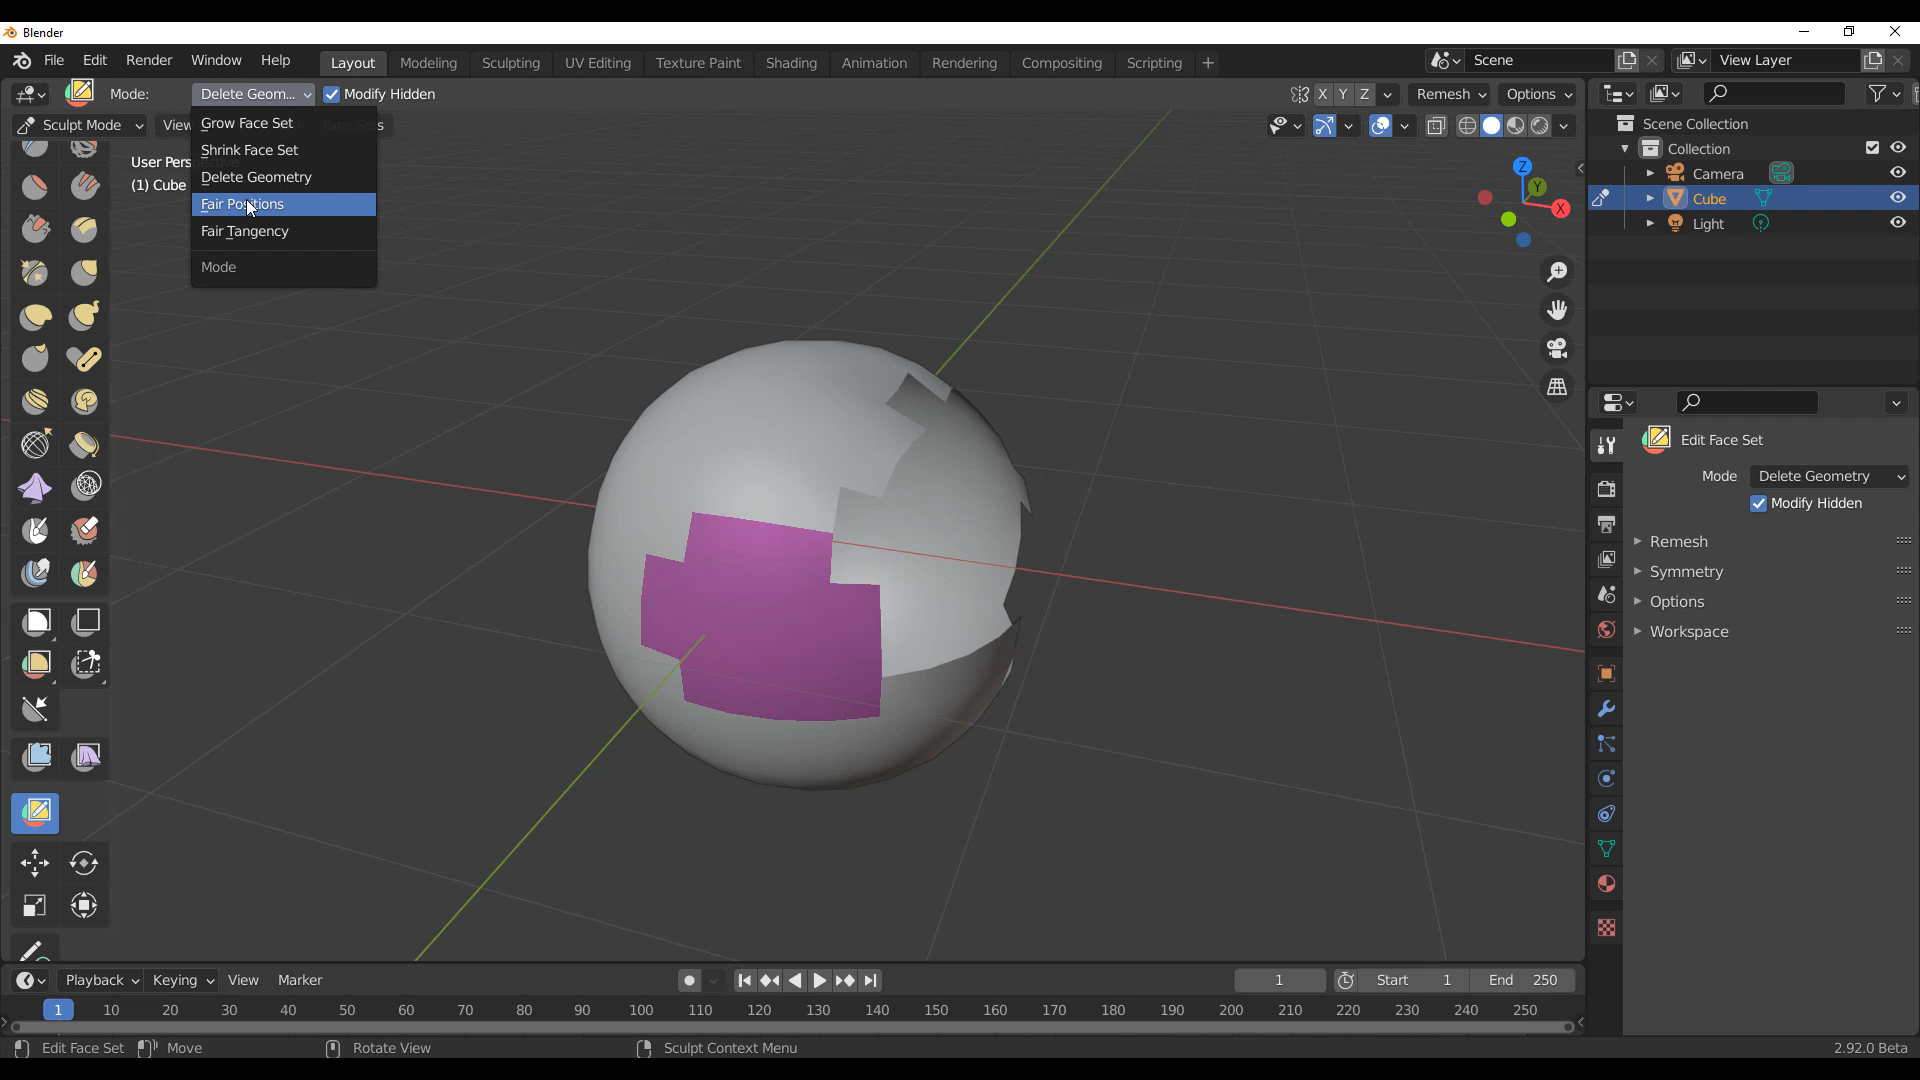 Blender
File Edit Render Window Help Layout Modeling Sculpting UV Editing Texture Paint Shading Animation Rendering Compositing Scripting + Scene View Layer
Mode: Delete Geom... Modify Hidden X Y Z Remesh Options
Sculpt Mode View Face Sets
Grow Face Set
Shrink Face Set
Delete Geometry
Fair Positions
Fair Tangency
Mode
User Pers
(1) Cube
Z
Y
X
Scene Collection
Collection
Camera
Cube
Light
Edit Face Set
Mode Delete Geometry
Modify Hidden
Remesh
Symmetry
Options
Workspace
Playback Keying View Marker 1 Start 1 End 250
1 10 20 30 40 50 60 70 80 90 100 110 120 130 140 150 160 170 180 190 200 210 220 230 240 250
Edit Face Set Move Rotate View Sculpt Context Menu 2.92.0 Beta